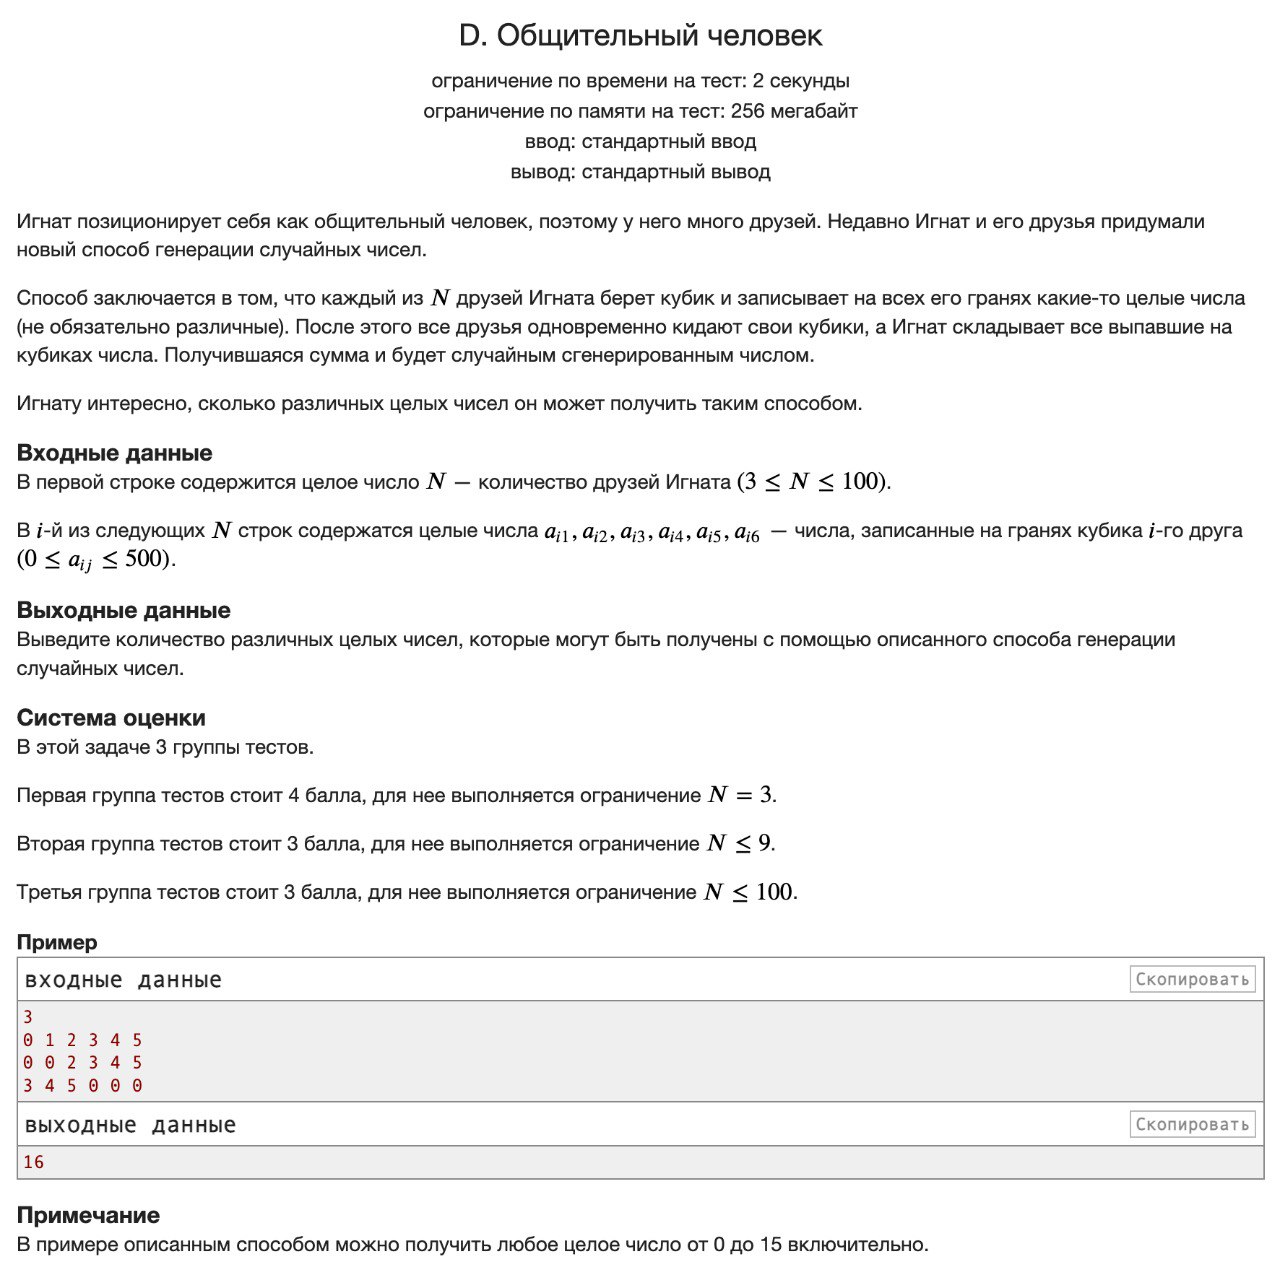 D. Общительный человек
ограничение по времени на тест: 2 секунды
ограничение по памяти на тест: 256 мегабайт
ввод: стандартный ввод
вывод: стандартный вывод
Игнат позиционирует себя как общительный человек, поэтому у него много друзей. Недавно Игнат и его друзья придумали
новый способ генерации случайных чисел.
Способ заключается в том, что каждый из N друзей Игната берет кубик и записывает на всех его гранях какие-то целые числа
(не обязательно различные). После этого все друзья одновременно кидают свои кубики, а Игнат складывает все выпавшие на
кубиках числа. Получившаяся сумма и будет случайным сгенерированным числом.
Игнату интересно, сколько различных целых чисел он может получить таким способом.
Входные данные
В первой строке содержится целое число N — количество друзей Игната (3 ≤ N ≤ 100).
В i-й из следующих N строк содержатся целые числа a_{i1}, a_{i2}, a_{i3}, a_{i4}, a_{i5}, a_{i6} — числа, записанные на гранях кубика i-го друга
(0 ≤ a_{ij} ≤ 500).
Выходные данные
Выведите количество различных целых чисел, которые могут быть получены с помощью описанного способа генерации
случайных чисел.
Система оценки
В этой задаче 3 группы тестов.
Первая группа тестов стоит 4 балла, для нее выполняется ограничение N = 3.
Вторая группа тестов стоит 3 балла, для нее выполняется ограничение N ≤ 9.
Третья группа тестов стоит 3 балла, для нее выполняется ограничение N ≤ 100.
Пример
входные данные Скопировать
3
0 1 2 3 4 5
0 0 2 3 4 5
3 4 5 0 0 0
выходные данные Скопировать
16
Примечание
В примере описанным способом можно получить любое целое число от 0 до 15 включительно.